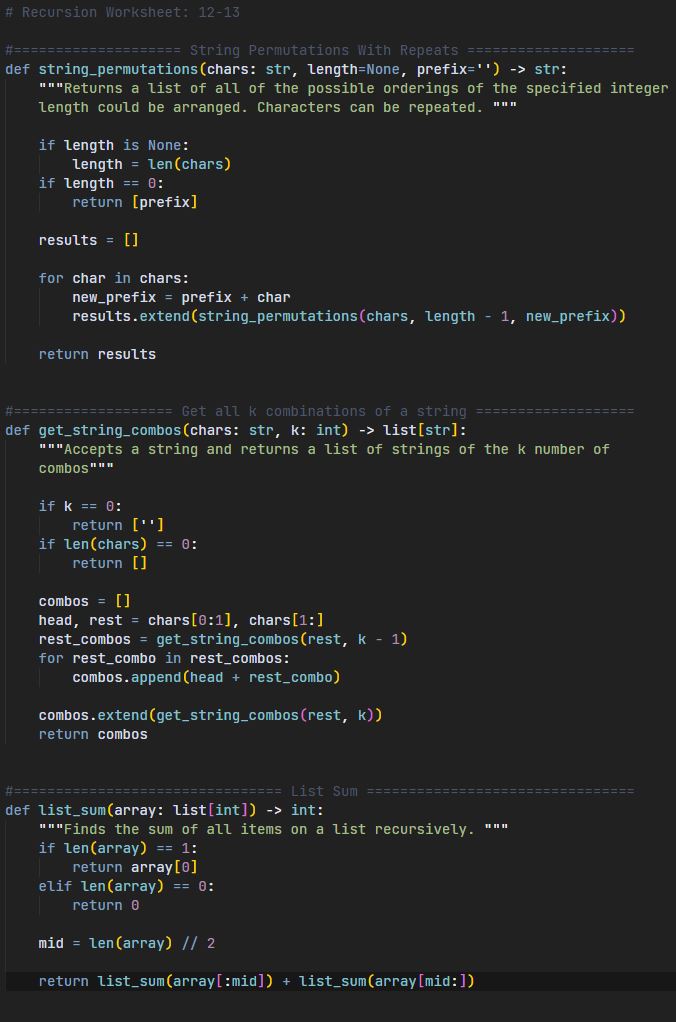 # Recursion Worksheet: 12-13
#==================== String Permutations With Repeats ====================
def string_permutations(chars: str, length=None, prefix='') -> str:
    """Returns a list of all of the possible orderings of the specified integer
    length could be arranged. Characters can be repeated. """
    if length is None:
        length = len(chars)
    if length == 0:
        return [prefix]
    results = []
    for char in chars:
        new_prefix = prefix + char
        results.extend(string_permutations(chars, length - 1, new_prefix))
    return results
#=================== Get all k combinations of a string ===================
def get_string_combos(chars: str, k: int) -> list[str]:
    """Accepts a string and returns a list of strings of the k number of
    combos"""
    if k == 0:
        return ['']
    if len(chars) == 0:
        return []
    combos = []
    head, rest = chars[0:1], chars[1:]
    rest_combos = get_string_combos(rest, k - 1)
    for rest_combo in rest_combos:
        combos.append(head + rest_combo)
    combos.extend(get_string_combos(rest, k))
    return combos
#================================ List Sum ================================
def list_sum(array: list[int]) -> int:
    """Finds the sum of all items on a list recursively. """
    if len(array) == 1:
        return array[0]
    elif len(array) == 0:
        return 0
    mid = len(array) // 2
    return list_sum(array[:mid]) + list_sum(array[mid:])